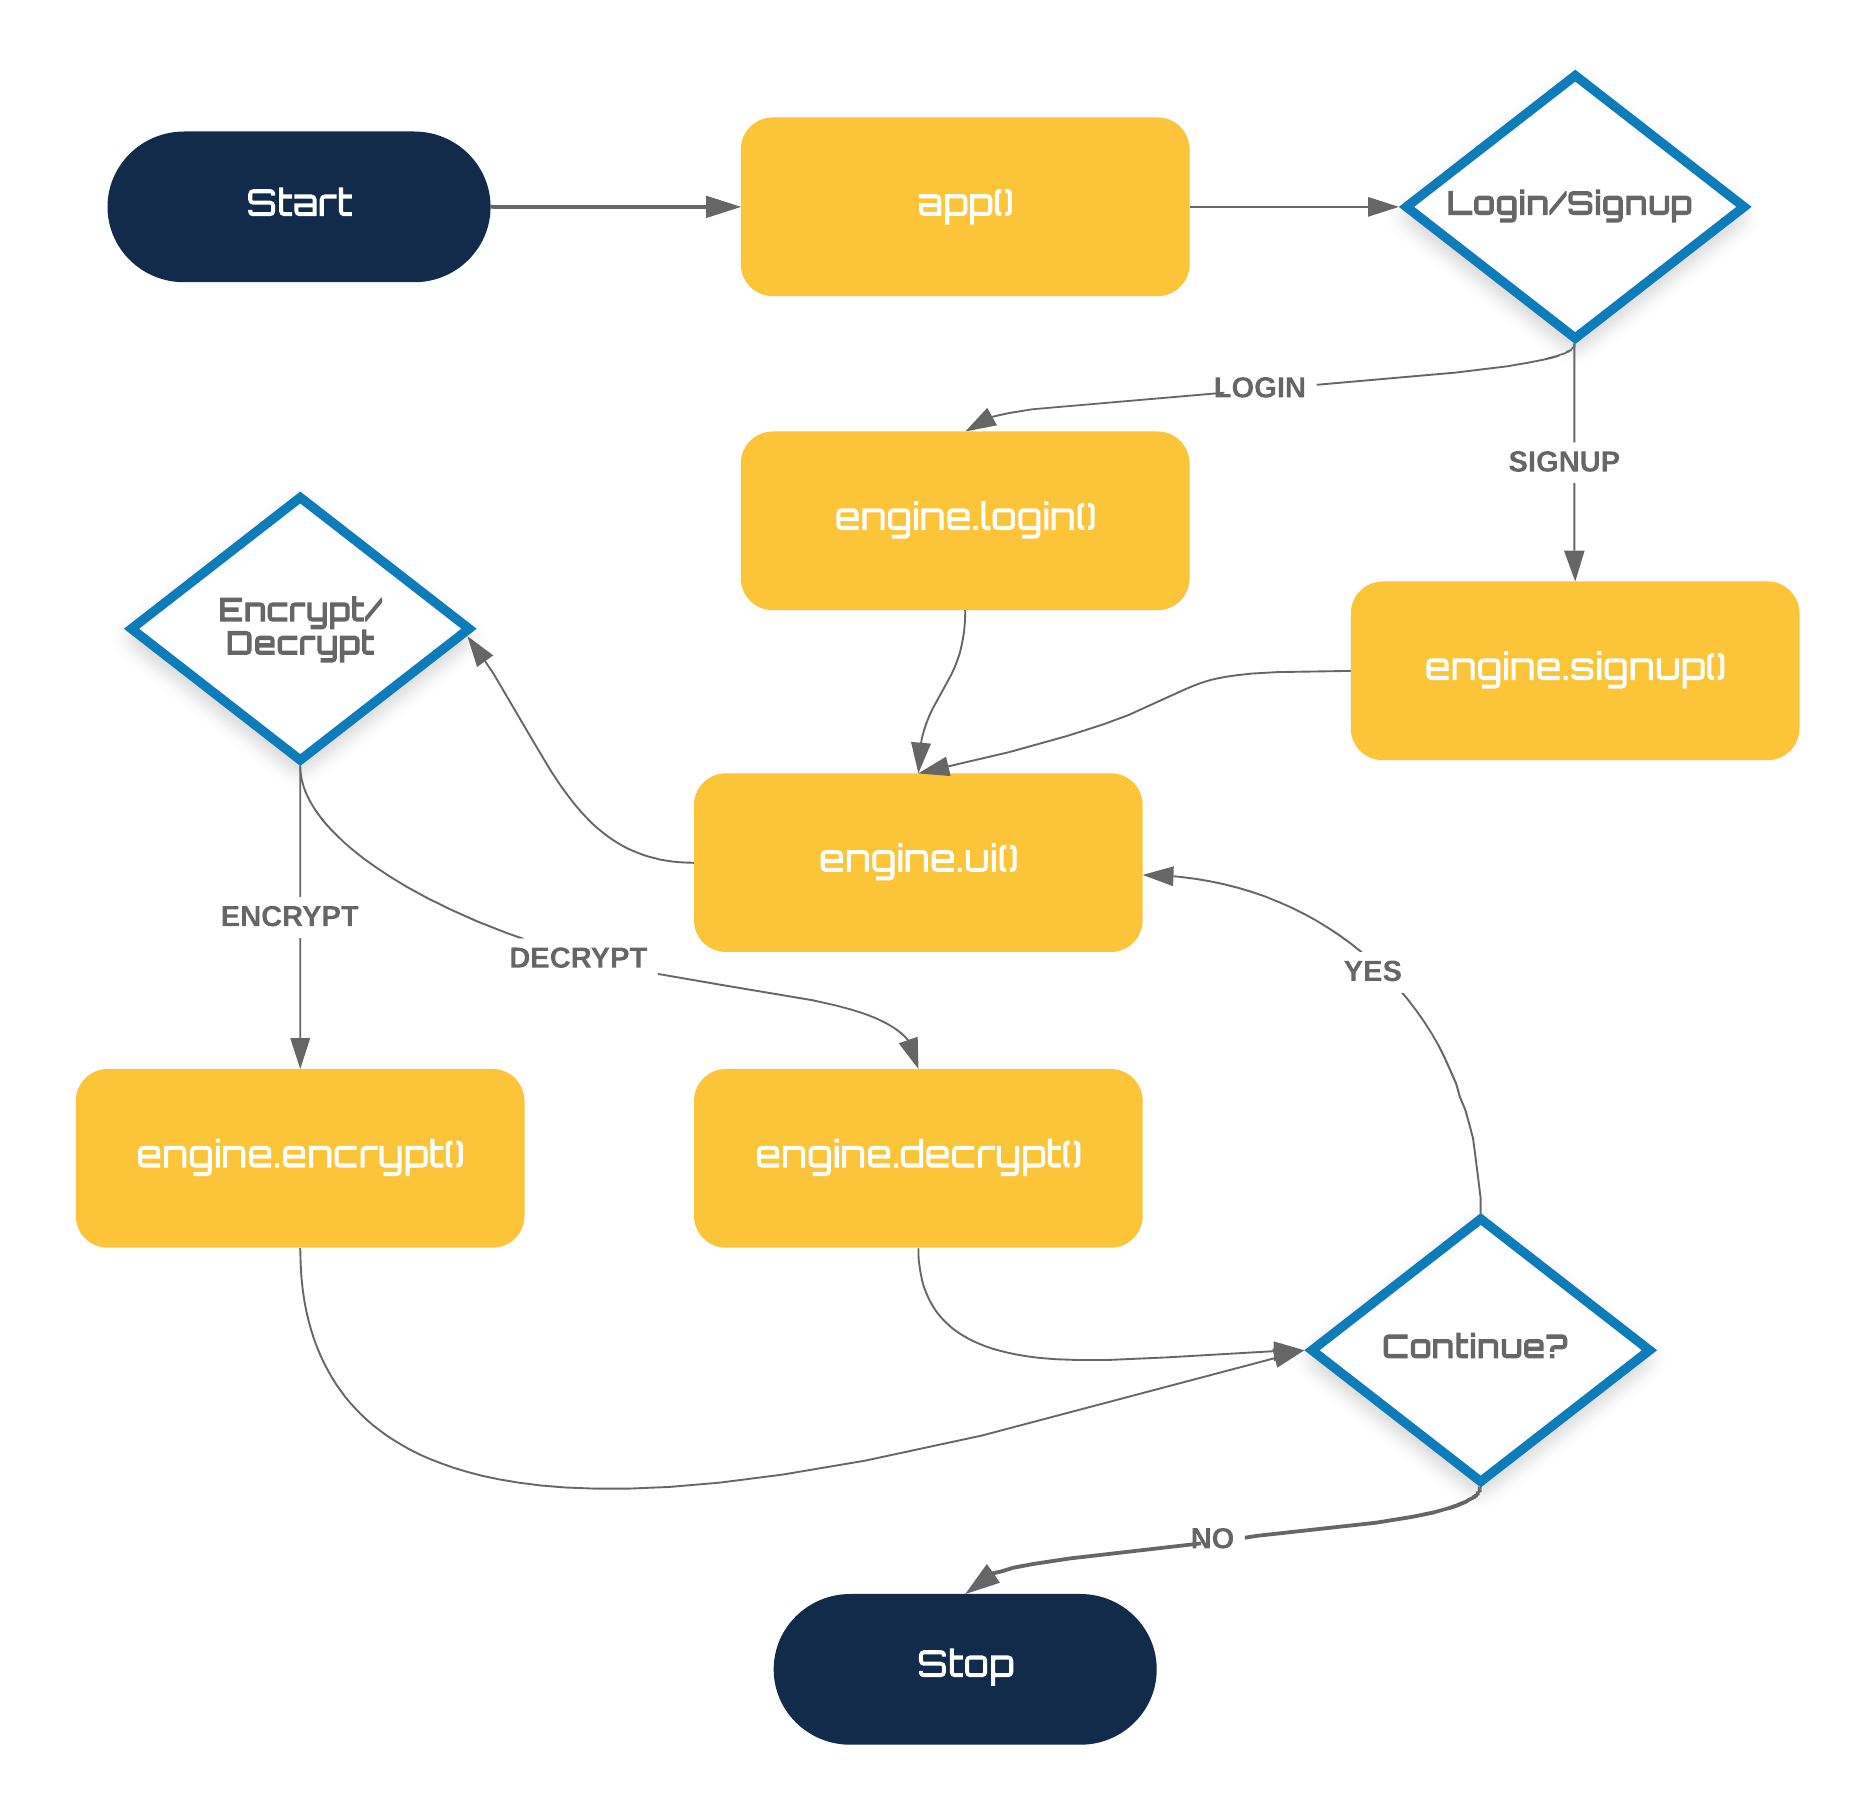 Start
app()
Login/Signup
LOGIN
SIGNUP
engine.login()
Encrypt/
Decrypt
engine.signup()
engine.ui()
ENCRYPT
DECRYPT
YES
engine.encrypt()
engine.decrypt()
Continue?
NO
Stop